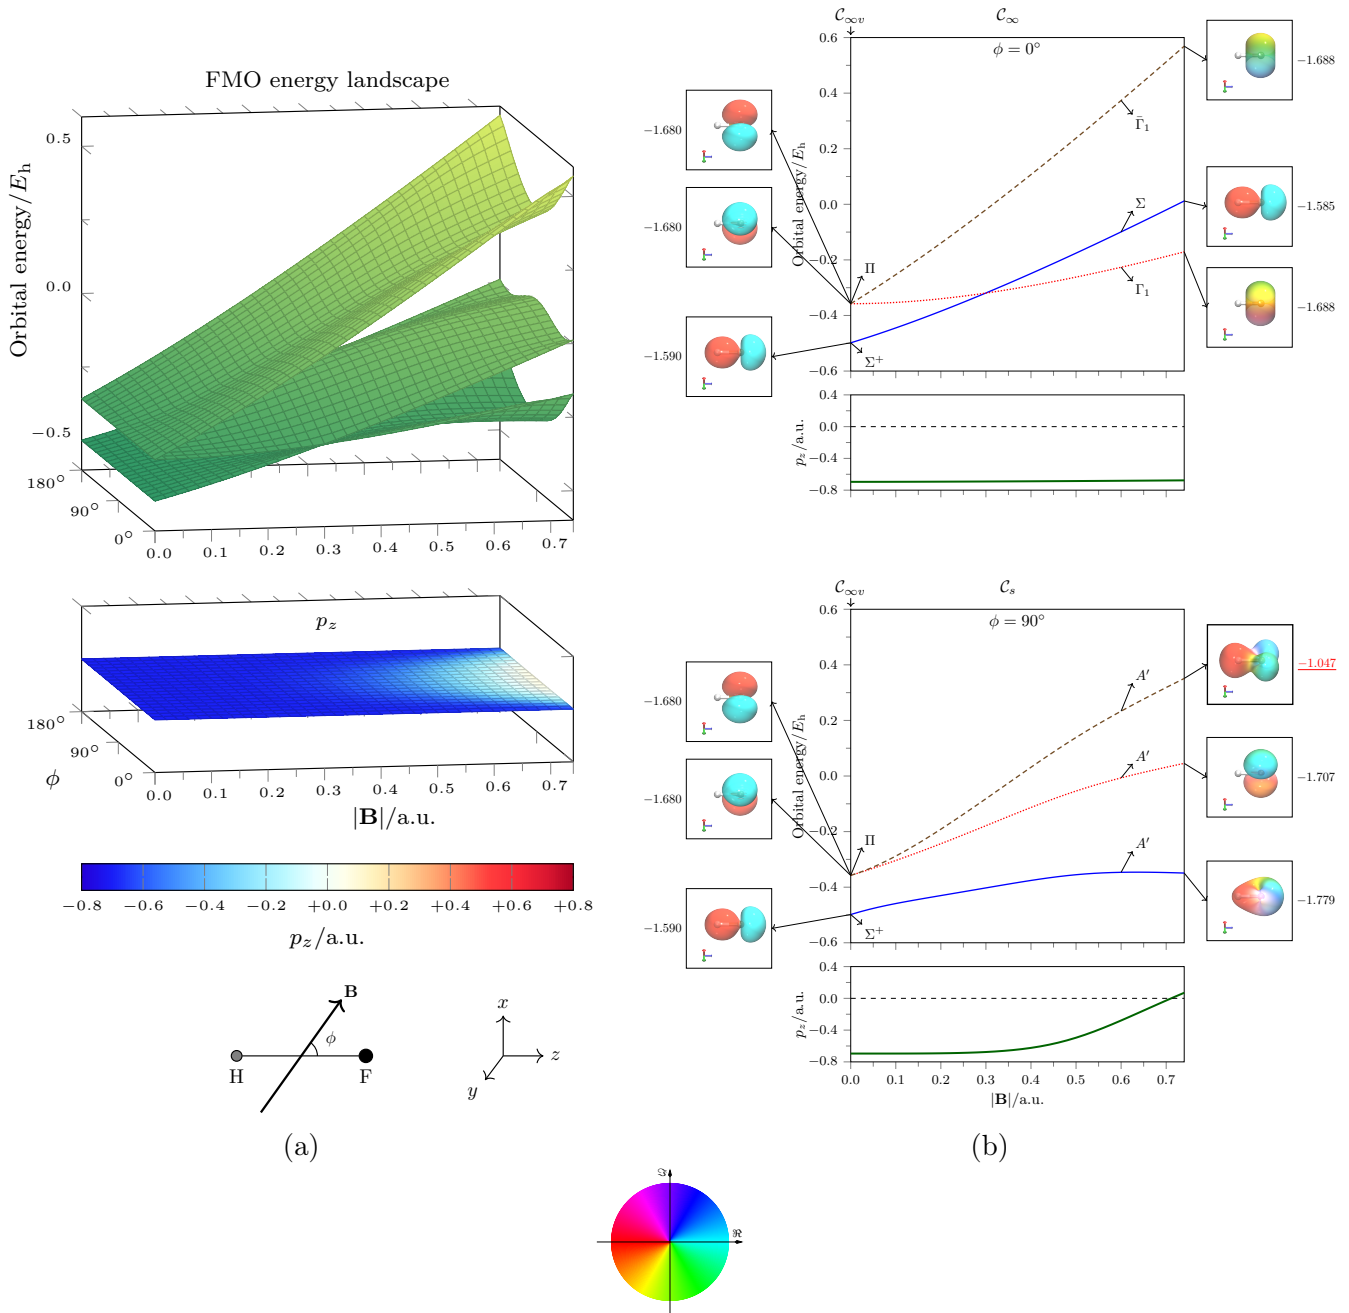 FMO energy landscape
Orbital energy/E_h
0.5
0.0
−0.5
180°
90°
0°
0.0 0.1 0.2 0.3 0.4 0.5 0.6 0.7
p_z
180°
90°
0°
ϕ
0.0 0.1 0.2 0.3 0.4 0.5 0.6 0.7
|B|/a.u.
−0.8 −0.6 −0.4 −0.2 +0.0 +0.2 +0.4 +0.6 +0.8
p_z/a.u.
B
ϕ
H F
x
y
z
(a)
𝒞∞v 𝒞∞
ϕ = 0°
Orbital energy/E_h
0.6
0.4
0.2
0.0
−0.2
−0.4
−0.6
−1.680
−1.680
−1.590
Π
Σ⁺
Γ̄₁
Σ
Γ₁
−1.688
−1.585
−1.688
p_z/a.u.
0.4
0.0
−0.4
−0.8
𝒞∞v 𝒞s
ϕ = 90°
Orbital energy/E_h
0.6
0.4
0.2
0.0
−0.2
−0.4
−0.6
−1.680
−1.680
−1.590
Π
Σ⁺
A′
A′
A′
−1.047
−1.707
−1.779
p_z/a.u.
0.4
0.0
−0.4
−0.8
0.0 0.1 0.2 0.3 0.4 0.5 0.6 0.7
|B|/a.u.
(b)
ℑ
ℜ